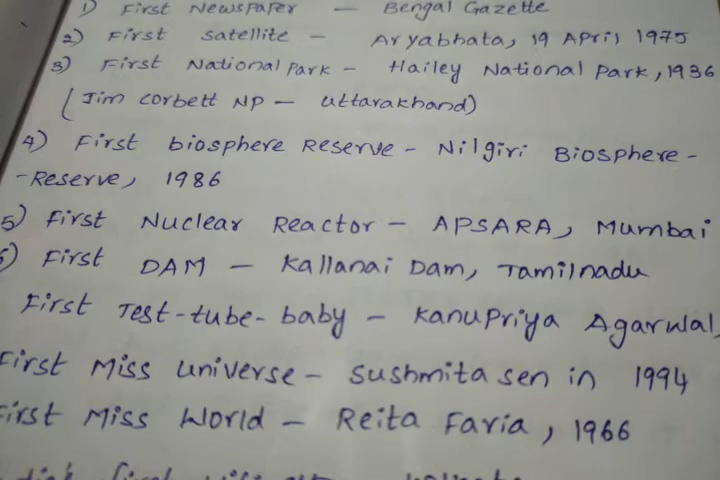 1) First Newspaper - Bengal Gazette
2) First satellite - Aryabhata, 19 April 1975
3) First National park - Hailey National park, 1936
(Jim corbett NP - uttarakhand)
4) First biosphere Reserve - Nilgiri Biosphere-
-Reserve, 1986
5) First Nuclear Reactor - APSARA, Mumbai
6) First DAM - Kallanai Dam, Tamilnadu
First Test-tube-baby - Kanupriya Agarwal,
First Miss universe - Sushmita sen in 1994
First Miss World - Reita Faria, 1966